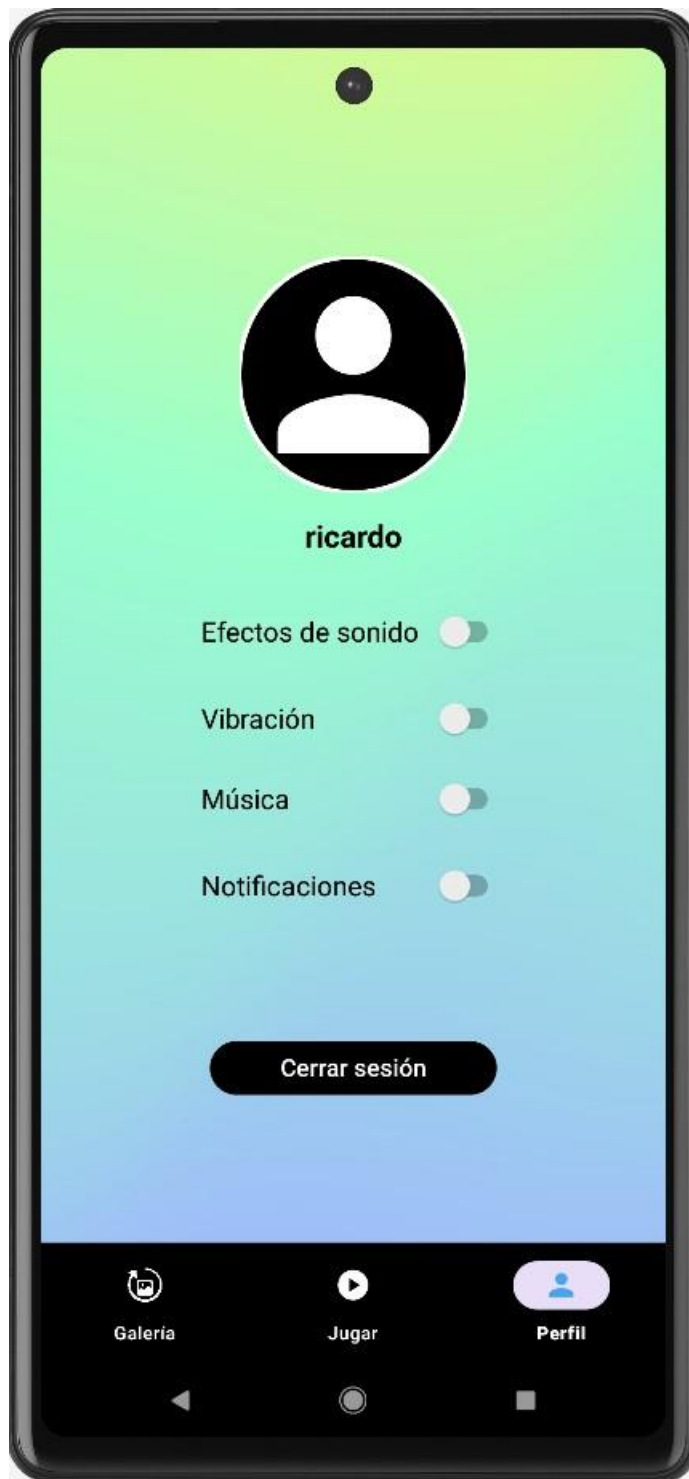 ricardo
Efectos de sonido
Vibración
Música
Notificaciones
Cerrar sesión
Galería
Jugar
Perfil